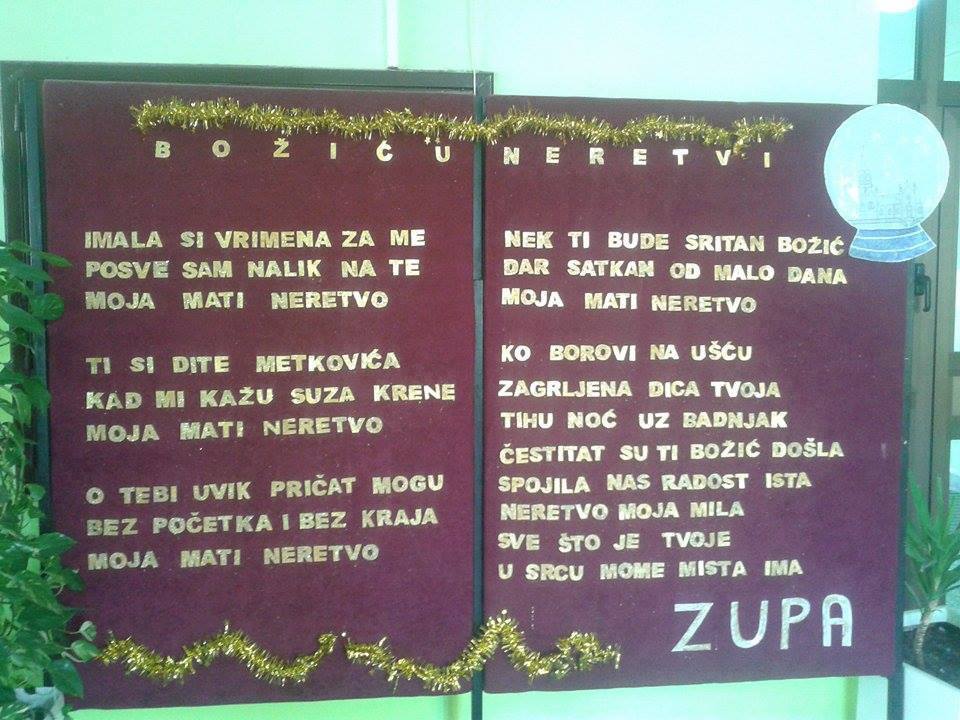 BOŽIĆ U NERETVI
IMALA SI VRIMENA ZA ME
POSVE SAM NALIK NA TE
MOJA MATI NERETVO
TI SI DITE METKOVIĆA
KAD MI KAŽU SUZA KRENE
MOJA MATI NERETVO
O TEBI UVIK PRIČAT MOGU
BEZ POČETKA I BEZ KRAJA
MOJA MATI NERETVO
NEK TI BUDE SRITAN BOŽIĆ
DAR SATKAN OD MALO DANA
MOJA MATI NERETVO
KO BOROVI NA UŠĆU
ZAGRLJENA DICA TVOJA
TIHU NOĆ UZ BADNJAK
ČESTITAT SU TI BOŽIĆ DOŠLA
SPOJILA NAS RADOST ISTA
NERETVO MOJA MILA
SVE ŠTO JE TVOJE
U SRCU MOME MISTA IMA
ZUPA